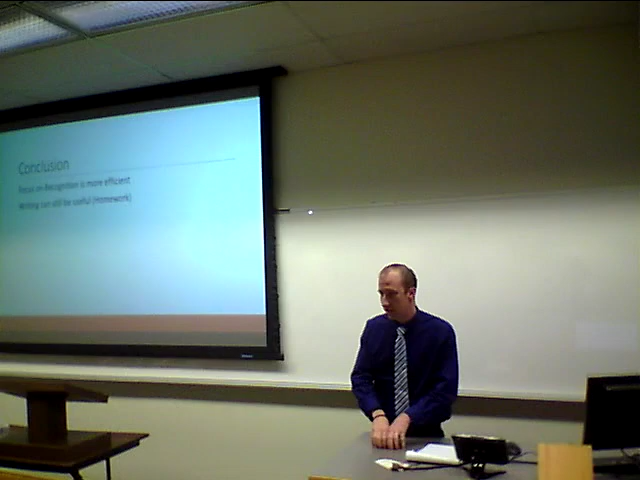 Conclusion
Focus on Recognition is more efficient
Writing can still be useful (Homework)